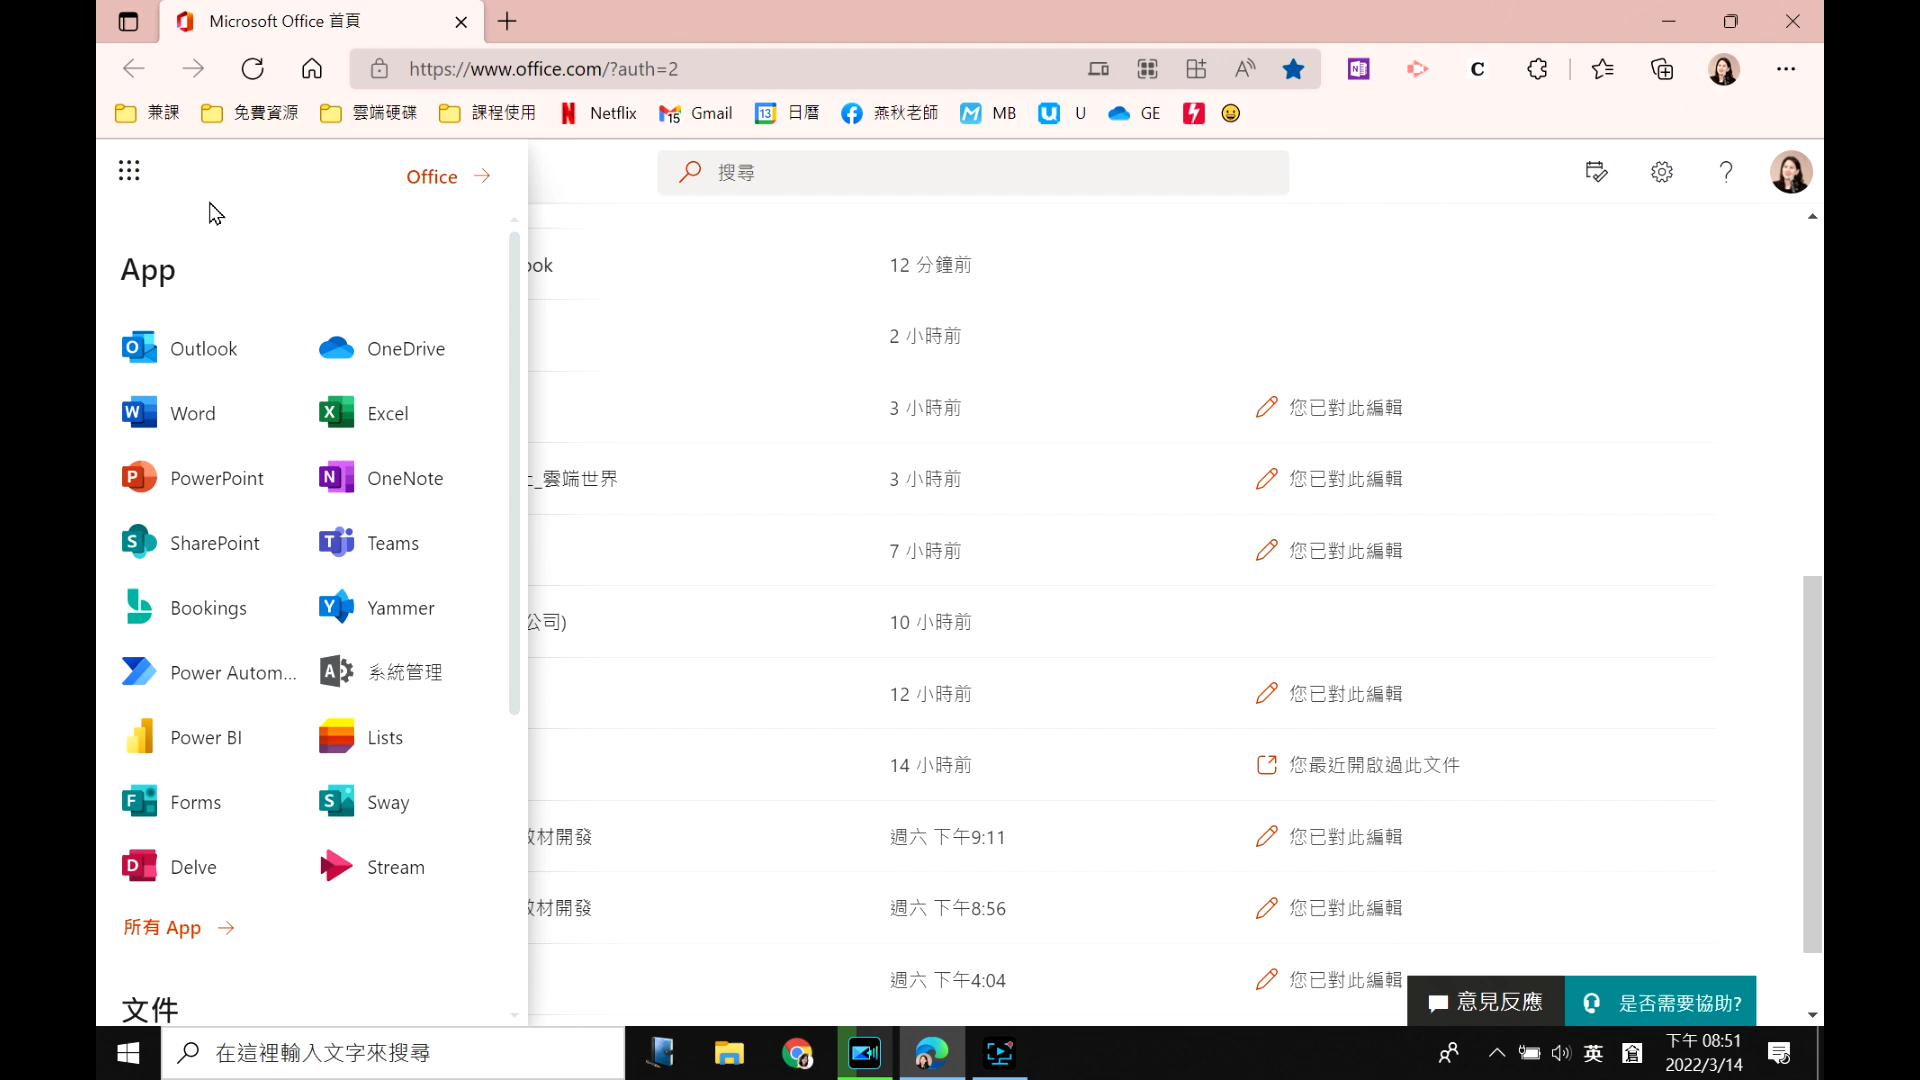 Microsoft Office 首頁
https://www.office.com/?auth=2
兼課 免費資源 雲端硬碟 課程使用 Netflix Gmail 日曆 燕秋老師 MB U GE
Office
搜尋
App
Outlook OneDrive
Word Excel
PowerPoint OneNote
SharePoint Teams
Bookings Yammer
Power Autom... 系統管理
Power BI Lists
Forms Sway
Delve Stream
所有 App
文件
12 分鐘前
2 小時前
3 小時前 您已對此編輯
_雲端世界 3 小時前 您已對此編輯
7 小時前 您已對此編輯
公司) 10 小時前
12 小時前 您已對此編輯
14 小時前 您最近開啟過此文件
材開發 週六 下午9:11 您已對此編輯
材開發 週六 下午8:56 您已對此編輯
週六 下午4:04 您已對此編輯
意見反應 是否需要協助?
在這裡輸入文字來搜尋
英 倉
下午 08:51
2022/3/14